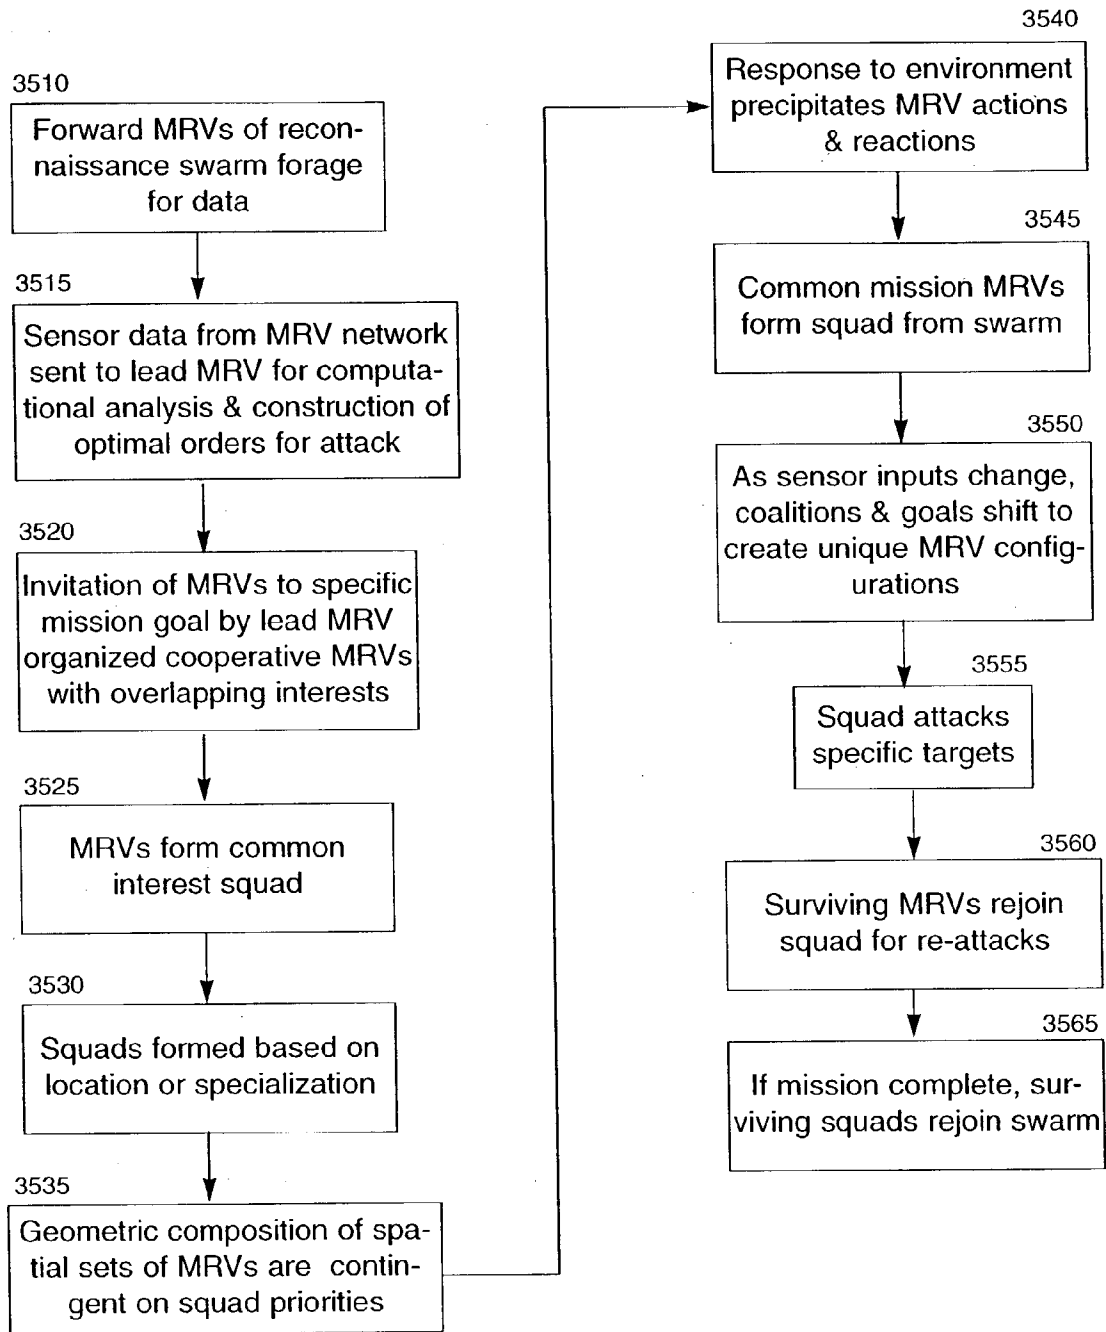 3510
Forward MRVs of recon-
naissance swarm forage
for data
3515
Sensor data from MRV network
sent to lead MRV for computa-
tional analysis & construction of
optimal orders for attack
3520
Invitation of MRVs to specific
mission goal by lead MRV
organized cooperative MRVs
with overlapping interests
3525
MRVs form common
interest squad
3530
Squads formed based on
location or specialization
3535
Geometric composition of spa-
tial sets of MRVs are contin-
gent on squad priorities
3540
Response to environment
precipitates MRV actions
& reactions
3545
Common mission MRVs
form squad from swarm
3550
As sensor inputs change,
coalitions & goals shift to
create unique MRV config-
urations
3555
Squad attacks
specific targets
3560
Surviving MRVs rejoin
squad for re-attacks
3565
If mission complete, sur-
viving squads rejoin swarm